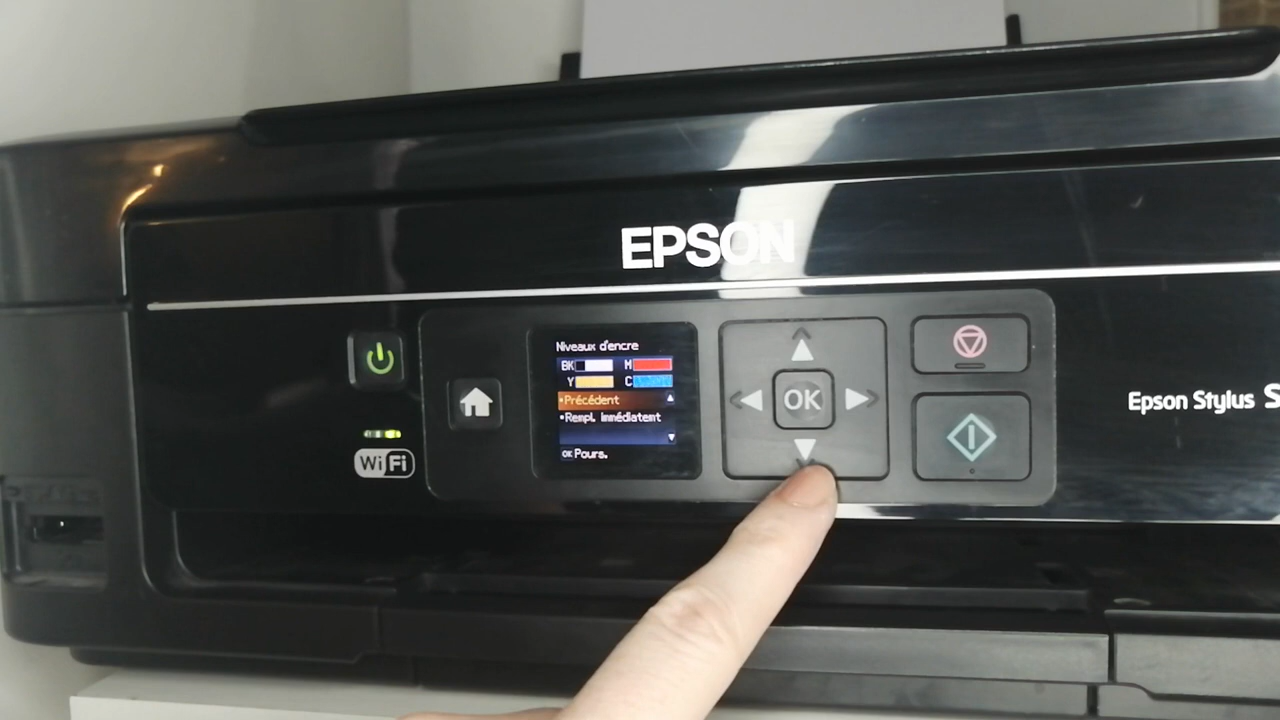 EPSON
Niveaux d'encre
BK M
Y C
•Précédent
•Rempl. immédiatemt
OK Pours.
OK
WiFi
Epson Stylus S